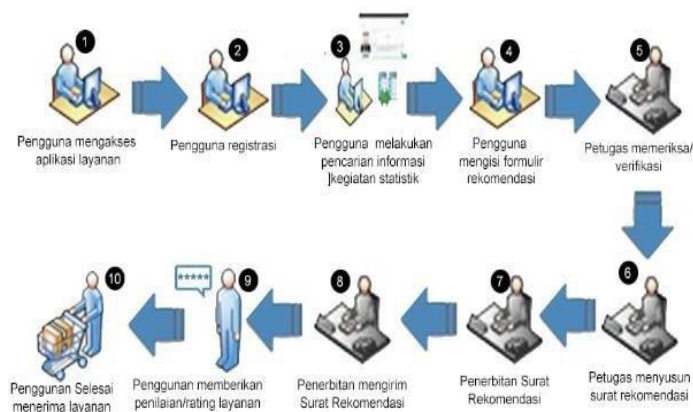 1
Pengguna mengakses
aplikasi layanan
2
Pengguna registrasi
3
Pengguna melakukan
pencarian informasi
]kegiatan statistik
4
Pengguna
mengisi formulir
rekomendasi
5
Petugas memeriksa/
verifikasi
6
Petugas menyusun
surat rekomendasi
7
Penerbitan Surat
Rekomendasi
8
Penerbitan mengirim
Surat Rekomendasi
9
*****
Penggunan memberikan
penilaian/rating layanan
10
Penggunan Selesai
menerima layanan